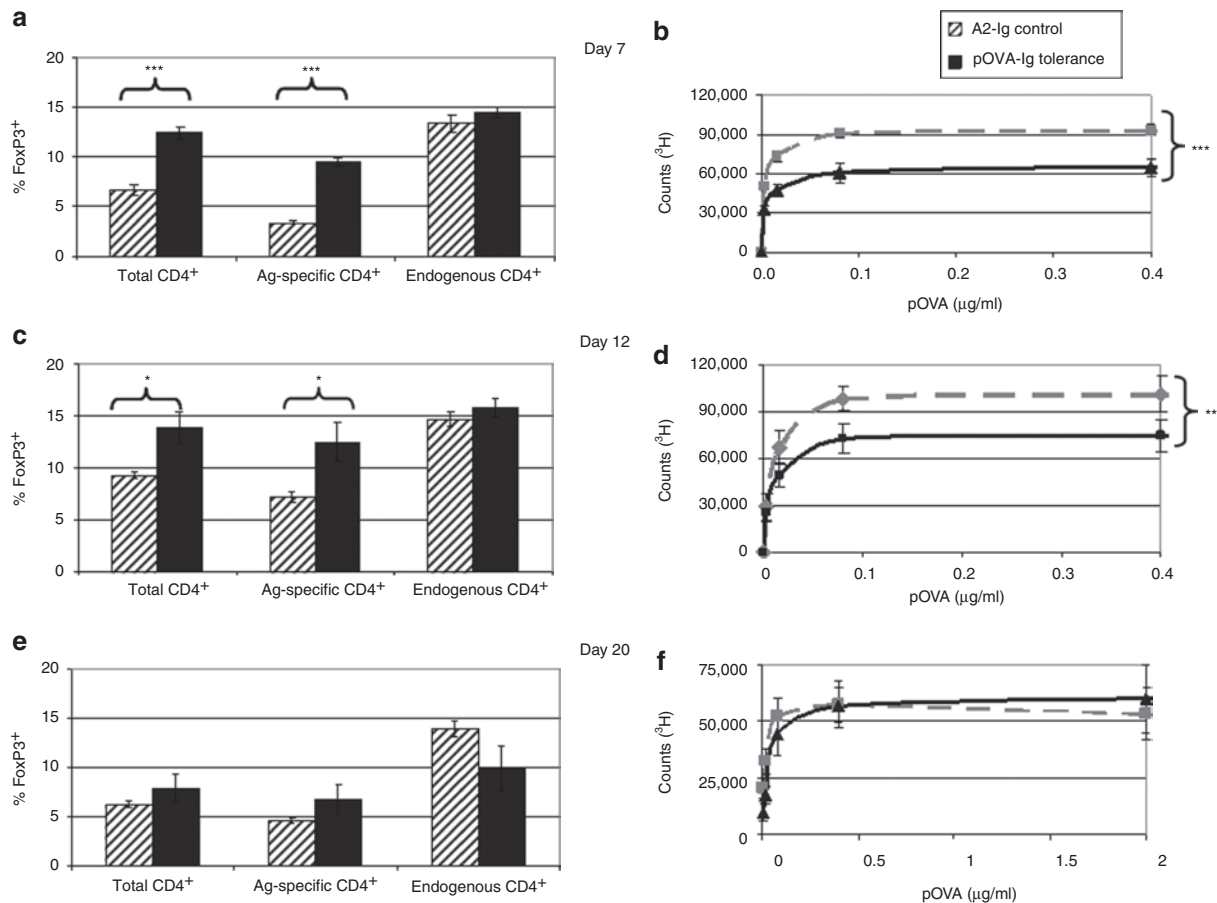 a
Day 7
% FoxP3⁺
20
15
10
5
0
***
***
Total CD4⁺
Ag-specific CD4⁺
Endogenous CD4⁺
b
A2-Ig control
pOVA-Ig tolerance
Counts (³H)
120,000
90,000
60,000
30,000
0
***
0.0
0.1
0.2
0.3
0.4
pOVA (µg/ml)
c
Day 12
% FoxP3⁺
20
15
10
5
0
*
*
Total CD4⁺
Ag-specific CD4⁺
Endogenous CD4⁺
d
Counts (³H)
120,000
90,000
60,000
30,000
0
**
0
0.1
0.2
0.3
0.4
pOVA (µg/ml)
e
Day 20
% FoxP3⁺
20
15
10
5
0
Total CD4⁺
Ag-specific CD4⁺
Endogenous CD4⁺
f
Counts (³H)
75,000
50,000
25,000
0
0
0.5
1
1.5
2
pOVA (µg/ml)